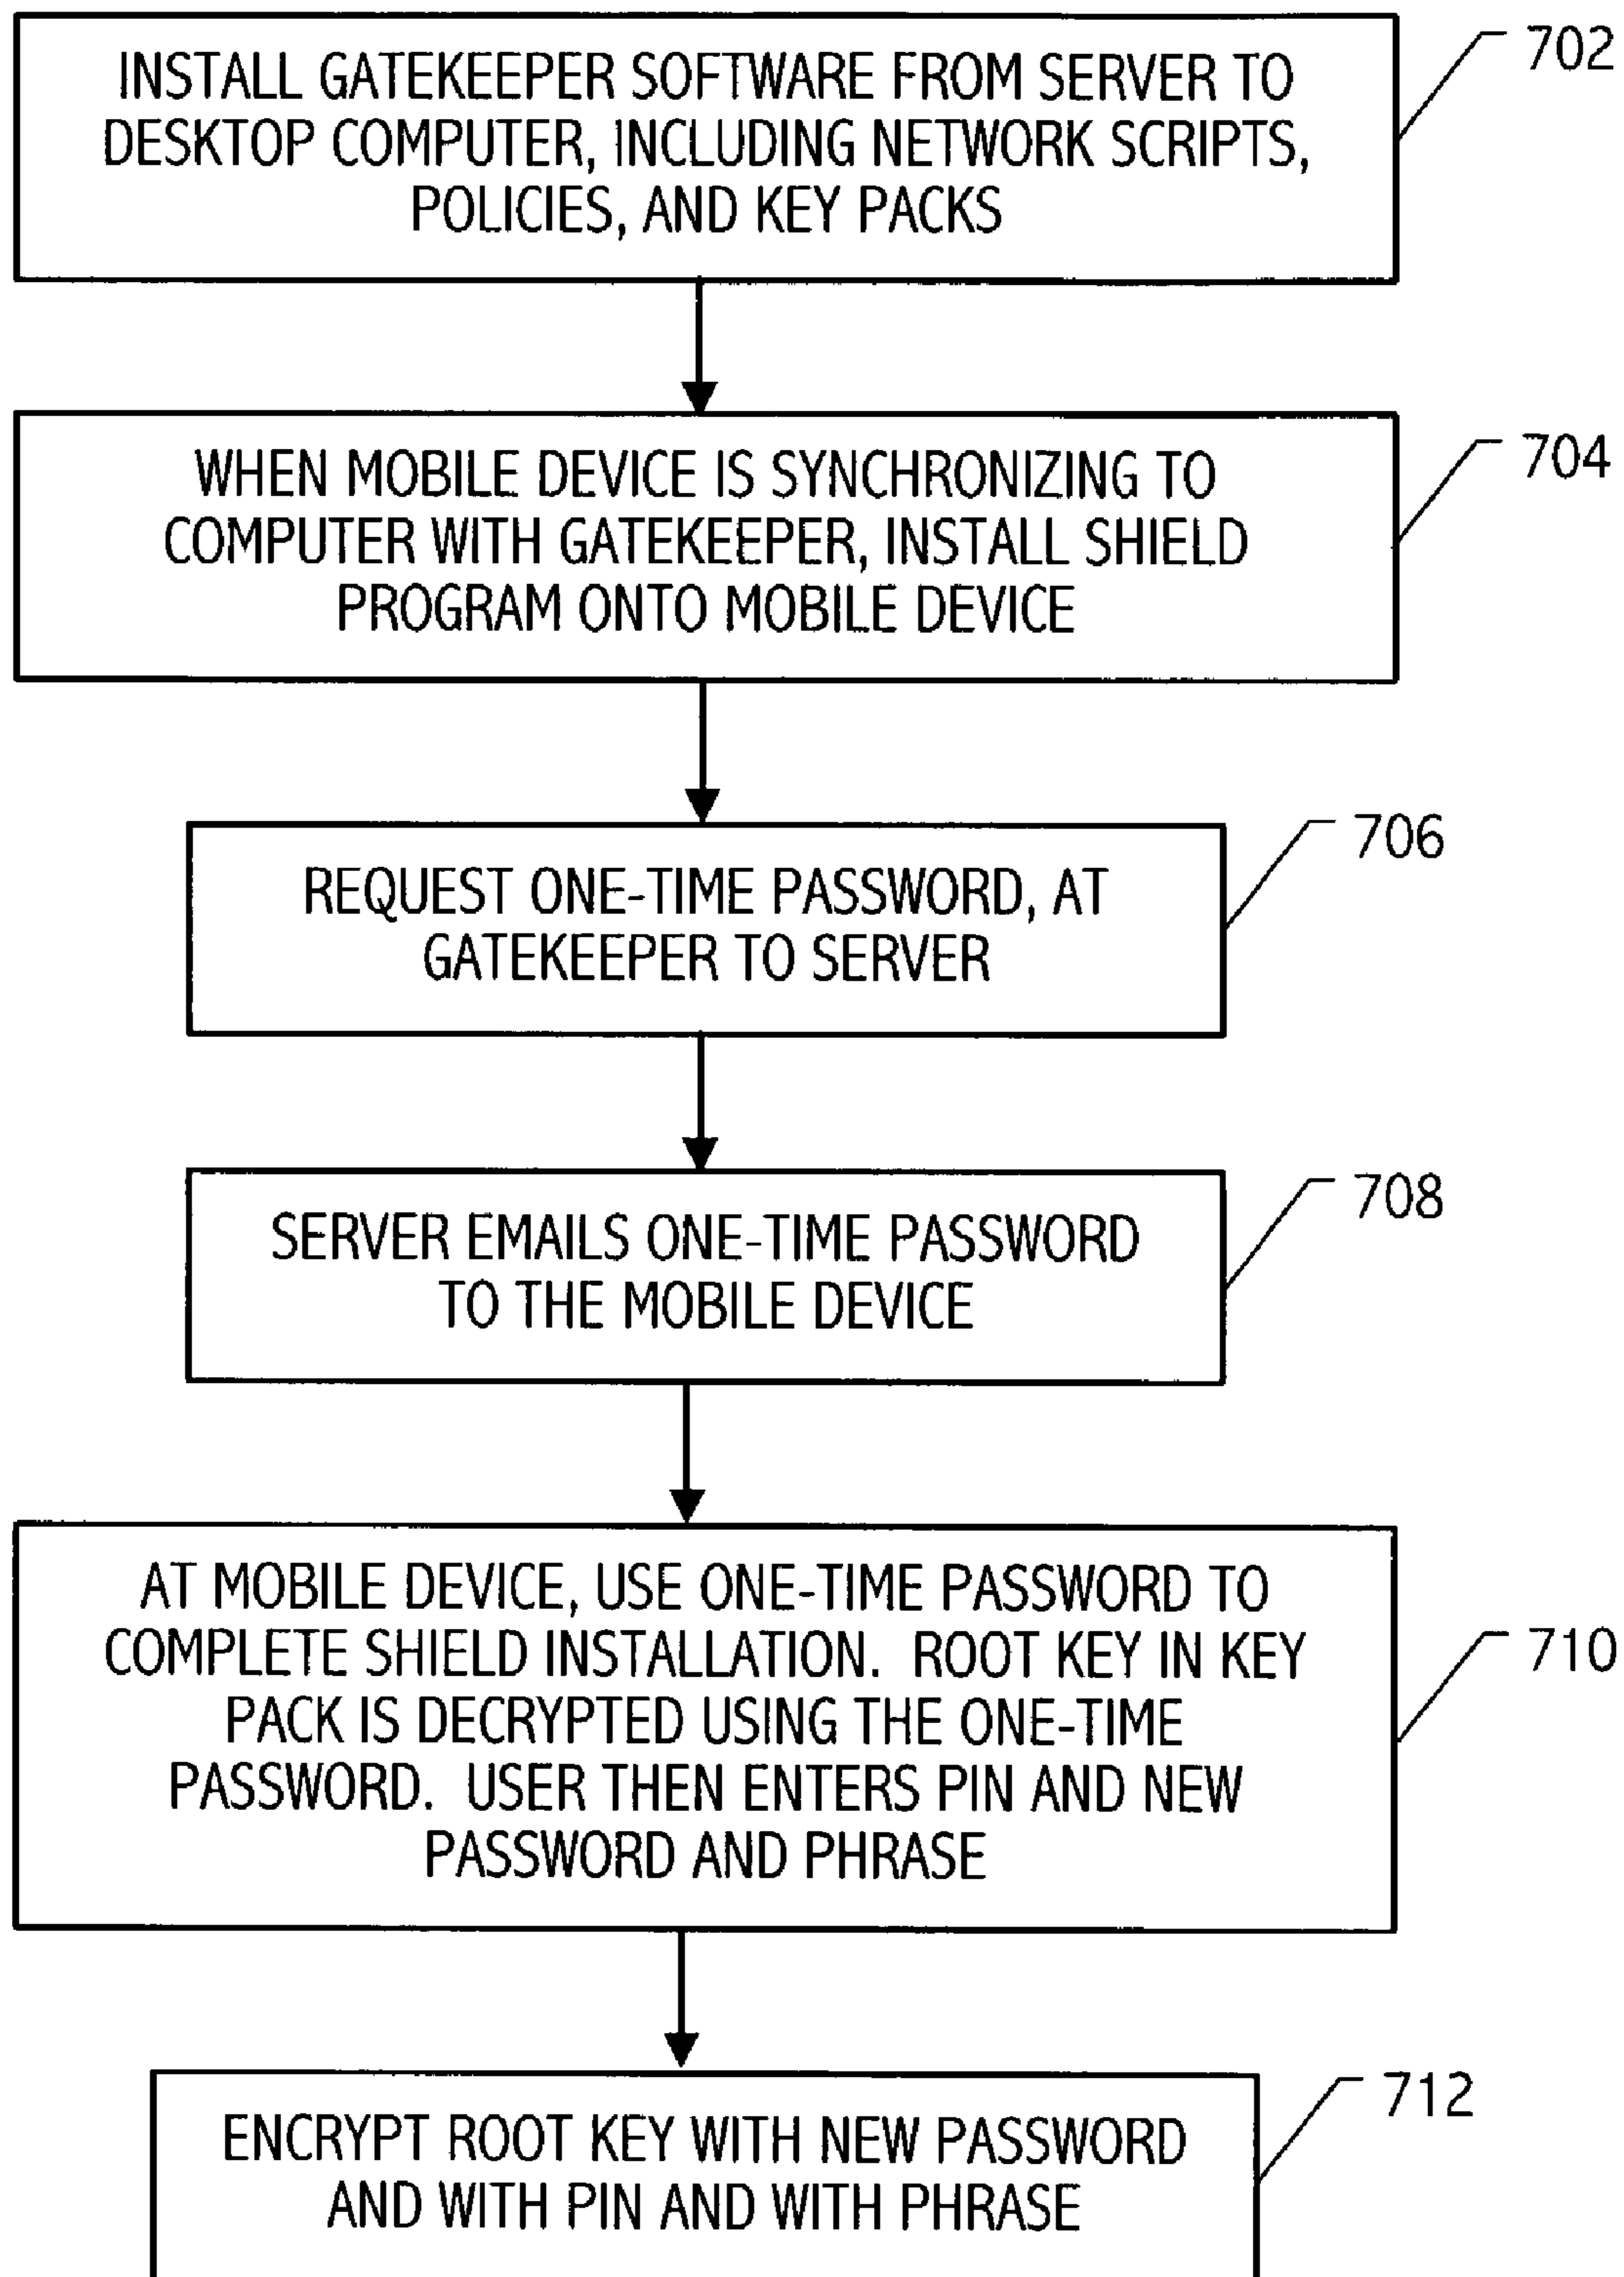 INSTALL GATEKEEPER SOFTWARE FROM SERVER TO
DESKTOP COMPUTER, INCLUDING NETWORK SCRIPTS,
POLICIES, AND KEY PACKS
702
WHEN MOBILE DEVICE IS SYNCHRONIZING TO
COMPUTER WITH GATEKEEPER, INSTALL SHIELD
PROGRAM ONTO MOBILE DEVICE
704
REQUEST ONE-TIME PASSWORD, AT
GATEKEEPER TO SERVER
706
SERVER EMAILS ONE-TIME PASSWORD
TO THE MOBILE DEVICE
708
AT MOBILE DEVICE, USE ONE-TIME PASSWORD TO
COMPLETE SHIELD INSTALLATION. ROOT KEY IN KEY
PACK IS DECRYPTED USING THE ONE-TIME
PASSWORD. USER THEN ENTERS PIN AND NEW
PASSWORD AND PHRASE
710
ENCRYPT ROOT KEY WITH NEW PASSWORD
AND WITH PIN AND WITH PHRASE
712